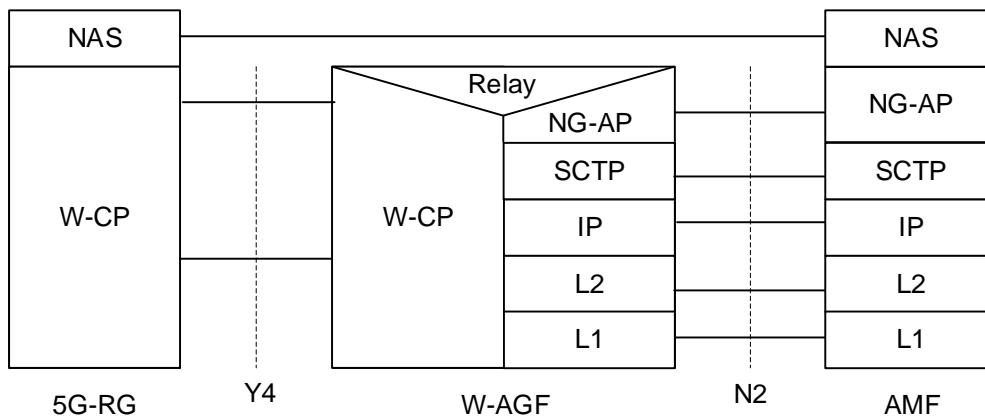 NAS
NAS
Relay
NG-AP
NG-AP
SCTP
SCTP
W-CP
W-CP
IP
IP
L2
L2
L1
L1
5G-RG
Y4
W-AGF
N2
AMF